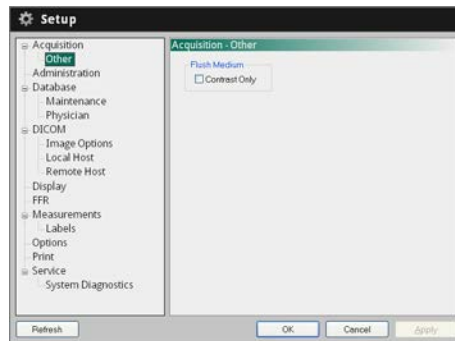 Setup
Acquisition
Other
Administration
Database
Maintenance
Physician
DICOM
Image Options
Local Host
Remote Host
Display
FFR
Measurements
Labels
Options
Print
Service
System Diagnostics
Acquisition - Other
Flush Medium
Contrast Only
Refresh
OK
Cancel
Apply